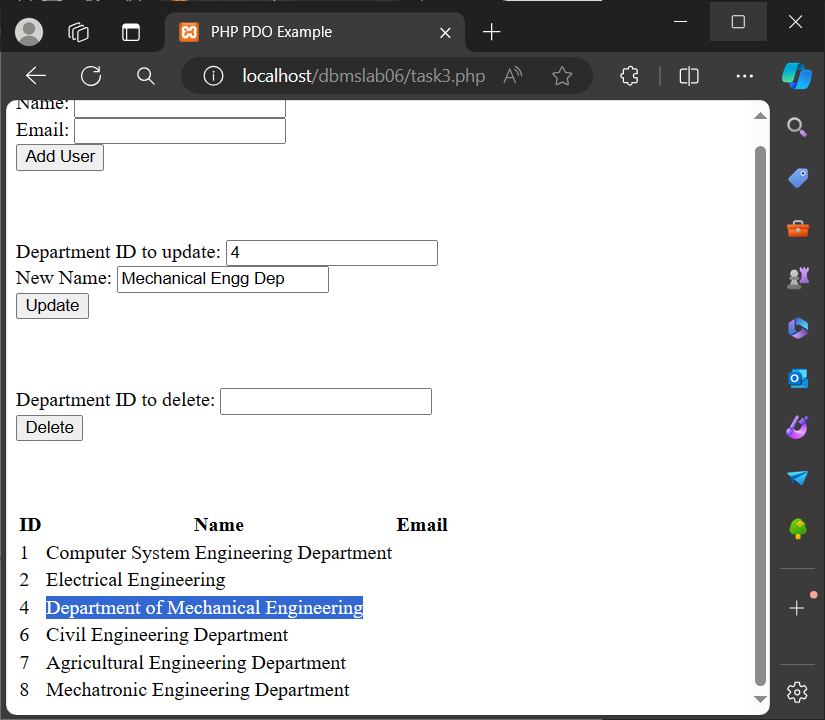 PHP PDO Example
localhost/dbmslab06/task3.php
Name:
Email:
Add User
Department ID to update: 4
New Name: Mechanical Engg Dep
Update
Department ID to delete:
Delete
ID Name Email
1 Computer System Engineering Department
2 Electrical Engineering
4 Department of Mechanical Engineering
6 Civil Engineering Department
7 Agricultural Engineering Department
8 Mechatronic Engineering Department